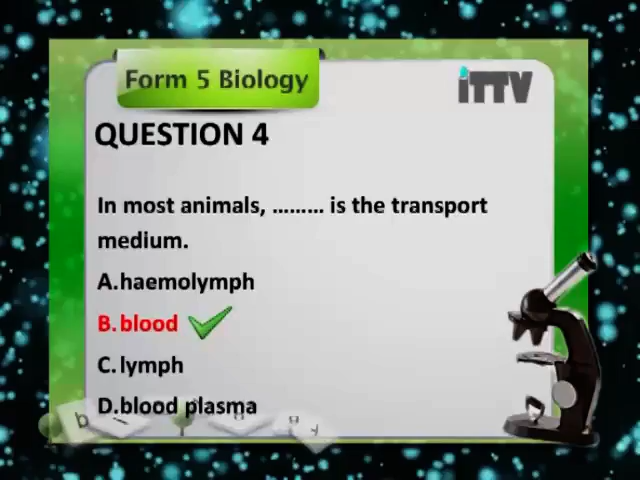 Form 5 Biology
iTTV
QUESTION 4
In most animals, ......... is the transport
medium.
A.haemolymph
B.blood
C.lymph
D.blood plasma